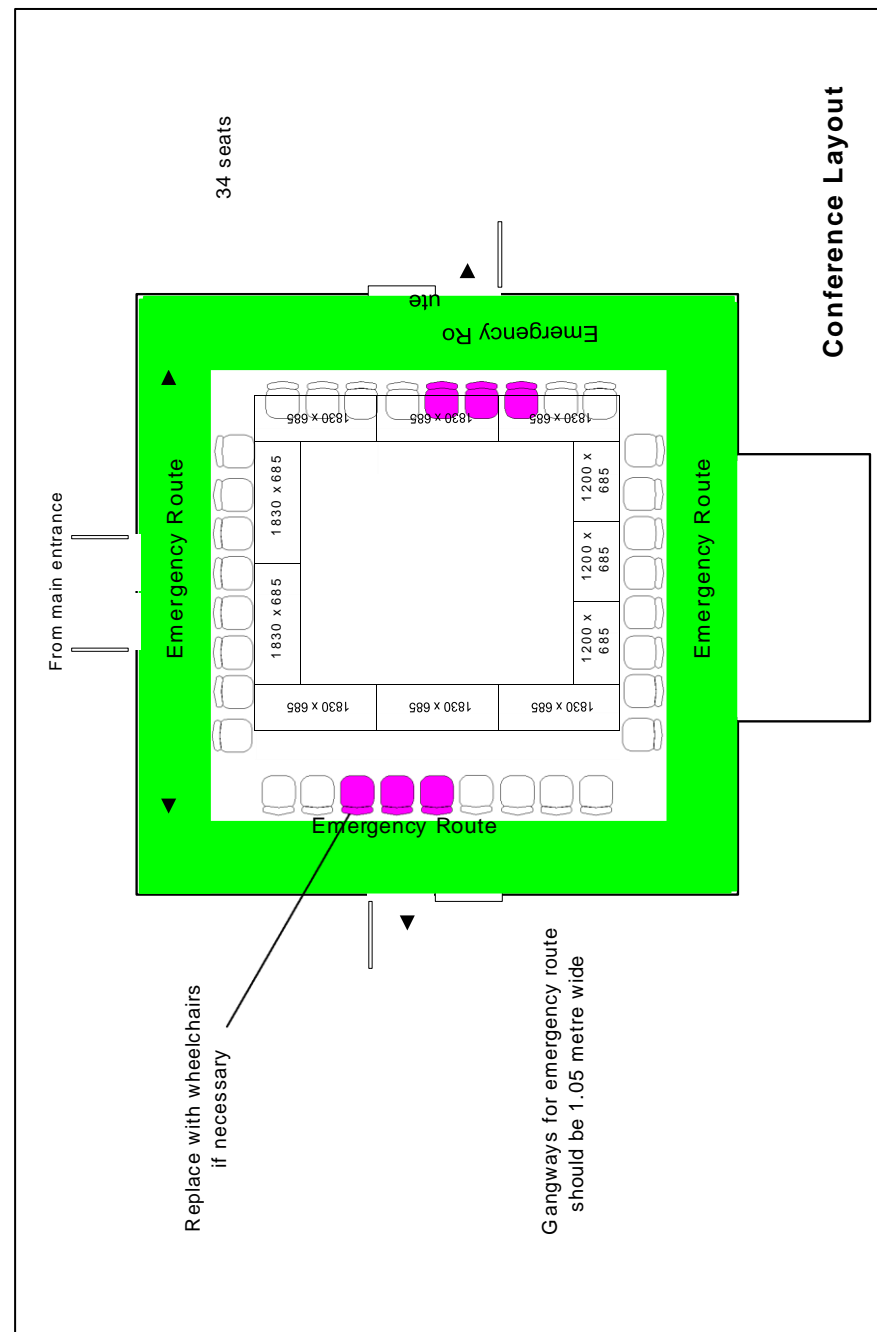 Conference Layout
34 seats
From main entrance
Emergency Route
Emergency Ro
ute
Emergency Route
Emergency Route
1830 x 685
1830 x 685
1830 x 685
1830 x 685
1830 x 685
1200 x
685
1200 x
685
1200 x
685
1830 x 685
1830 x 685
1830 x 685
Replace with wheelchairs
if necessary
Gangways for emergency route
should be 1.05 metre wide